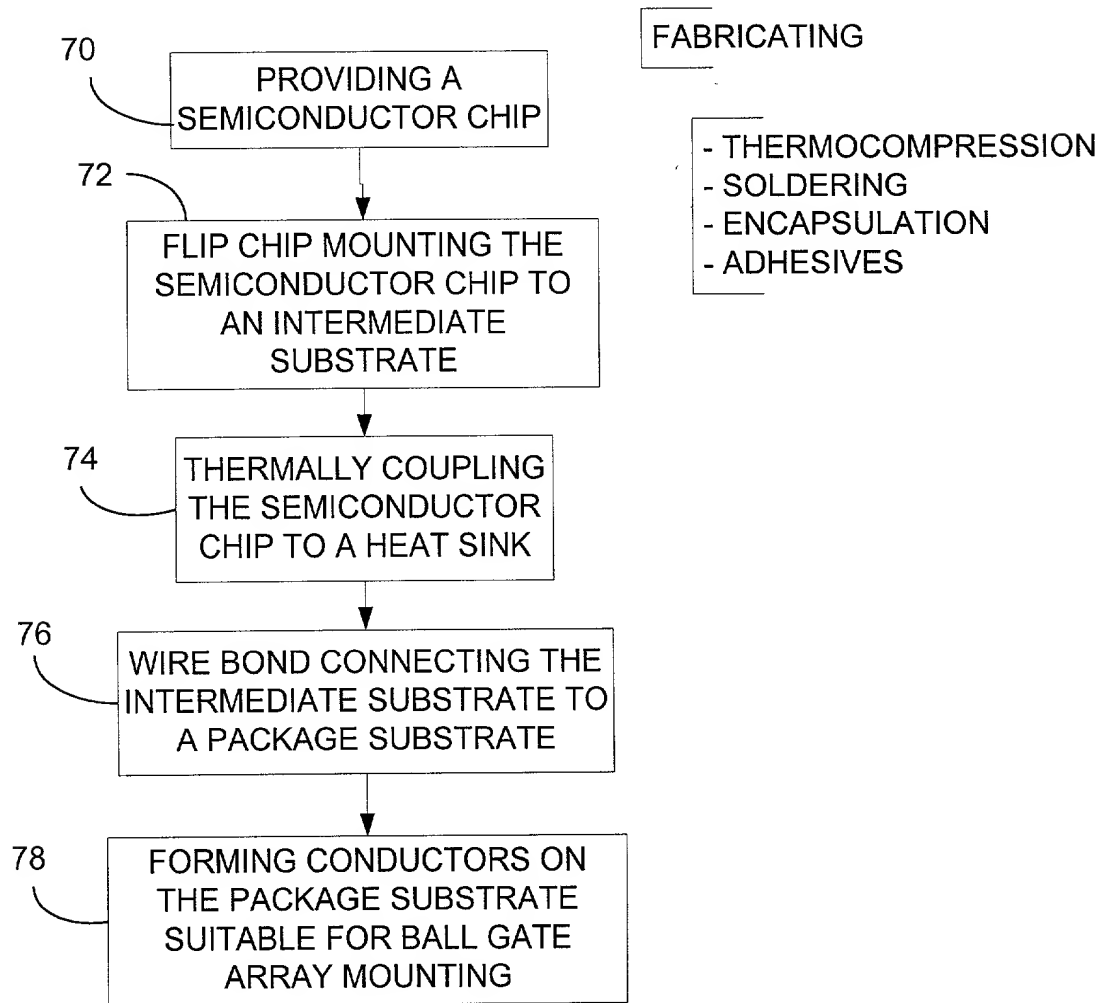 FABRICATING
- THERMOCOMPRESSION
- SOLDERING
- ENCAPSULATION
- ADHESIVES
70
PROVIDING A
SEMICONDUCTOR CHIP
72
FLIP CHIP MOUNTING THE
SEMICONDUCTOR CHIP TO
AN INTERMEDIATE
SUBSTRATE
74
THERMALLY COUPLING
THE SEMICONDUCTOR
CHIP TO A HEAT SINK
76
WIRE BOND CONNECTING THE
INTERMEDIATE SUBSTRATE TO
A PACKAGE SUBSTRATE
78
FORMING CONDUCTORS ON
THE PACKAGE SUBSTRATE
SUITABLE FOR BALL GATE
ARRAY MOUNTING